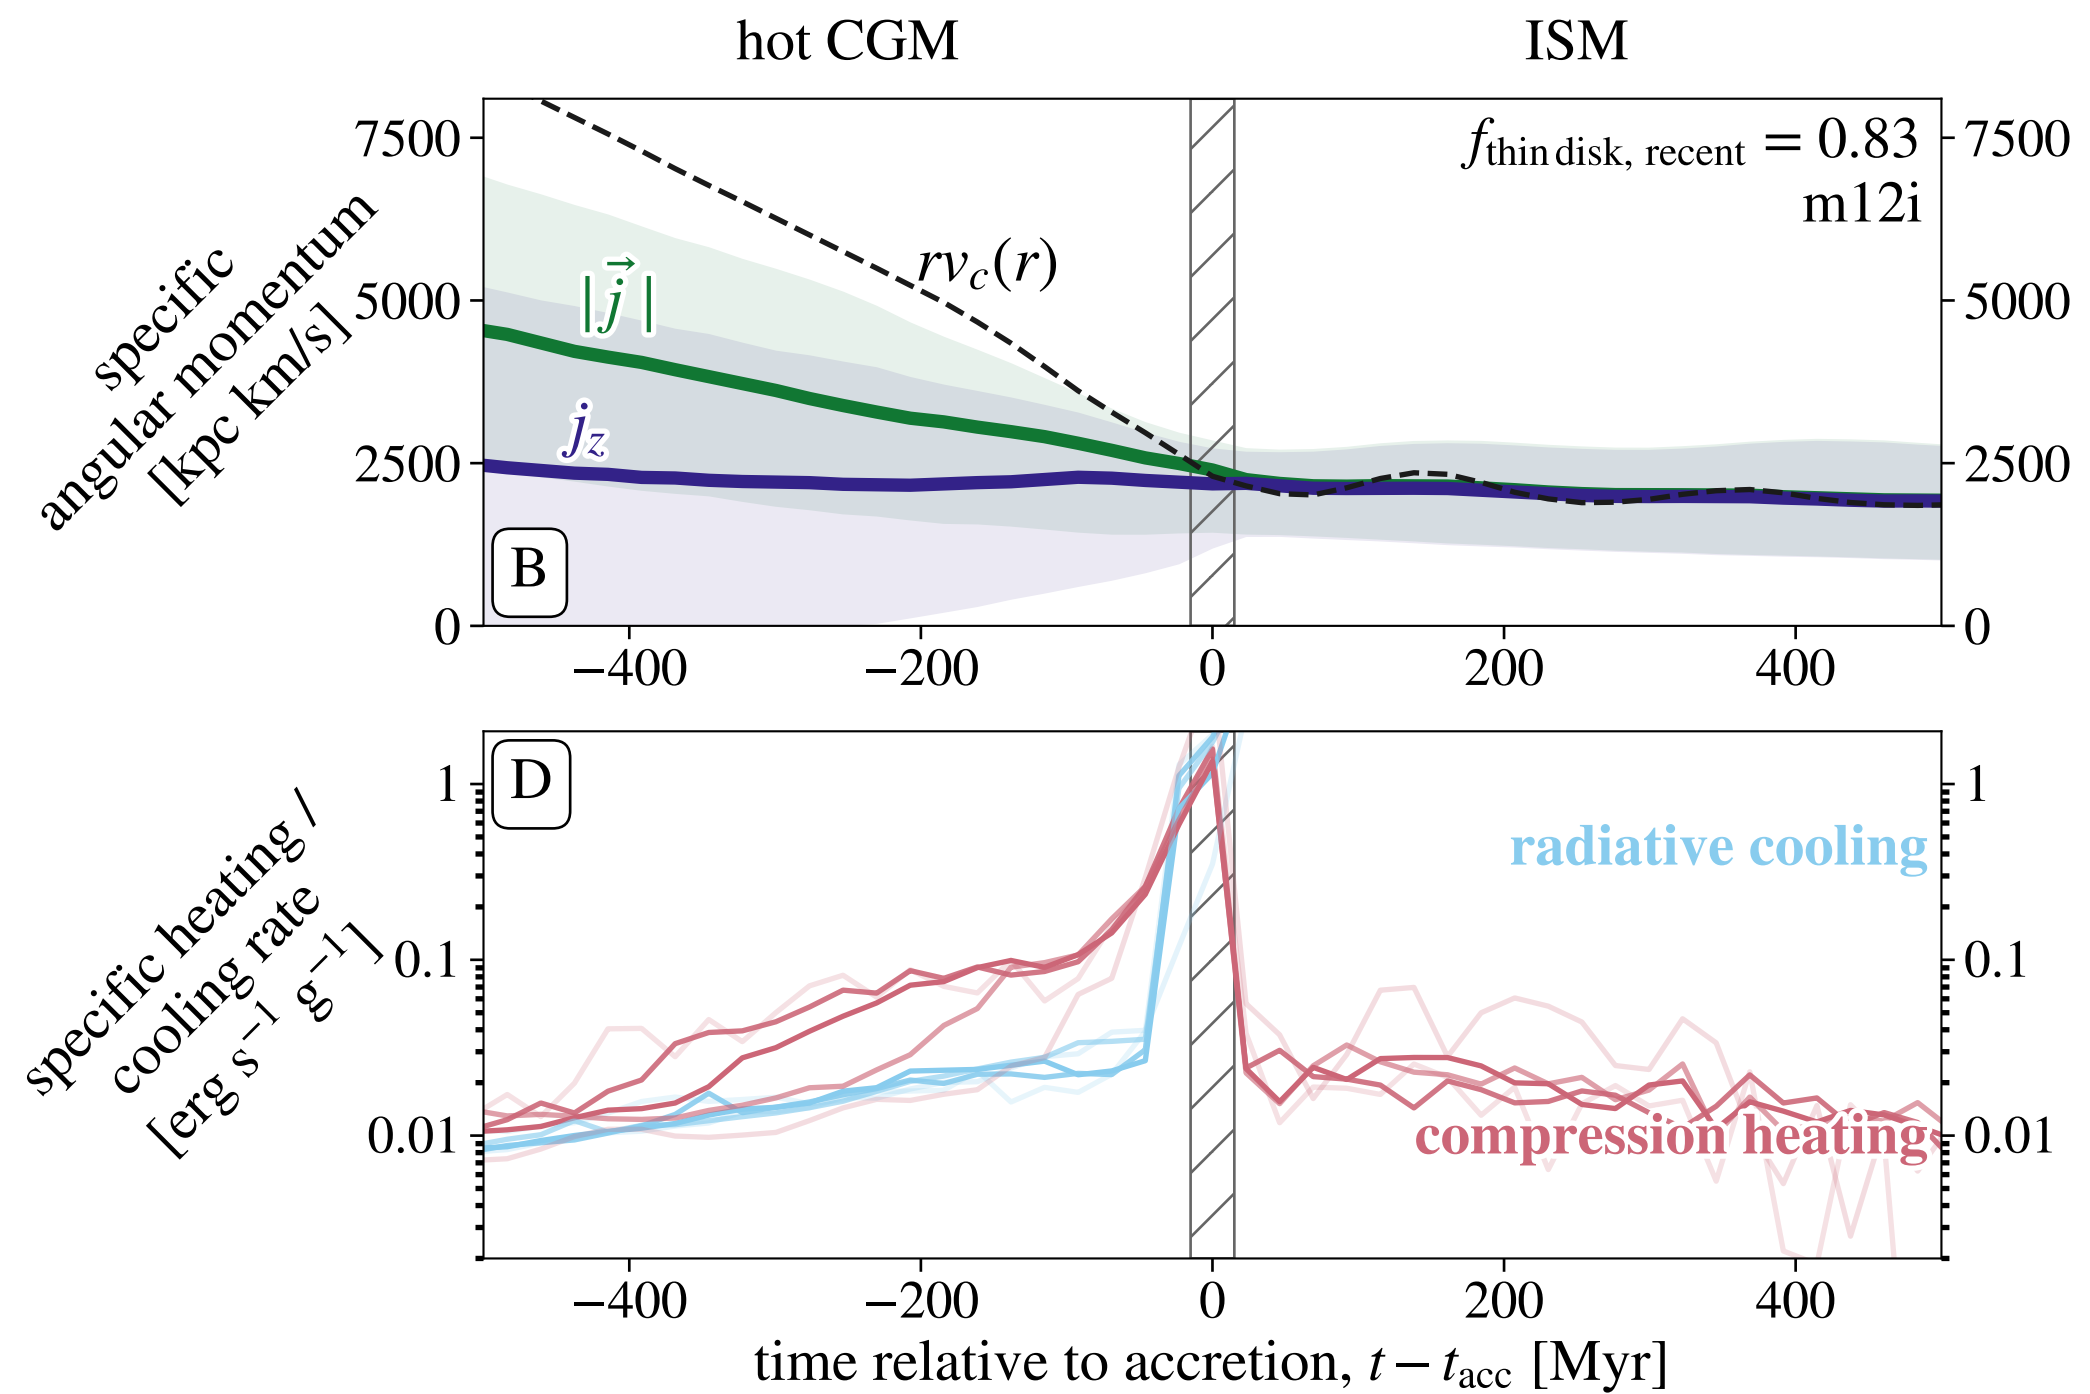 hot CGM
ISM
specific
angular momentum
[kpc km/s]
7500
5000
2500
0
f_thin disk, recent = 0.83
m12i
rv_c(r)
|j⃗|
j_z
B
7500
5000
2500
0
−400 −200 0 200 400
specific heating /
cooling rate
[erg s⁻¹ g⁻¹]
1
0.1
0.01
D
radiative cooling
compression heating
1
0.1
0.01
−400 −200 0 200 400
time relative to accretion, t − t_acc [Myr]